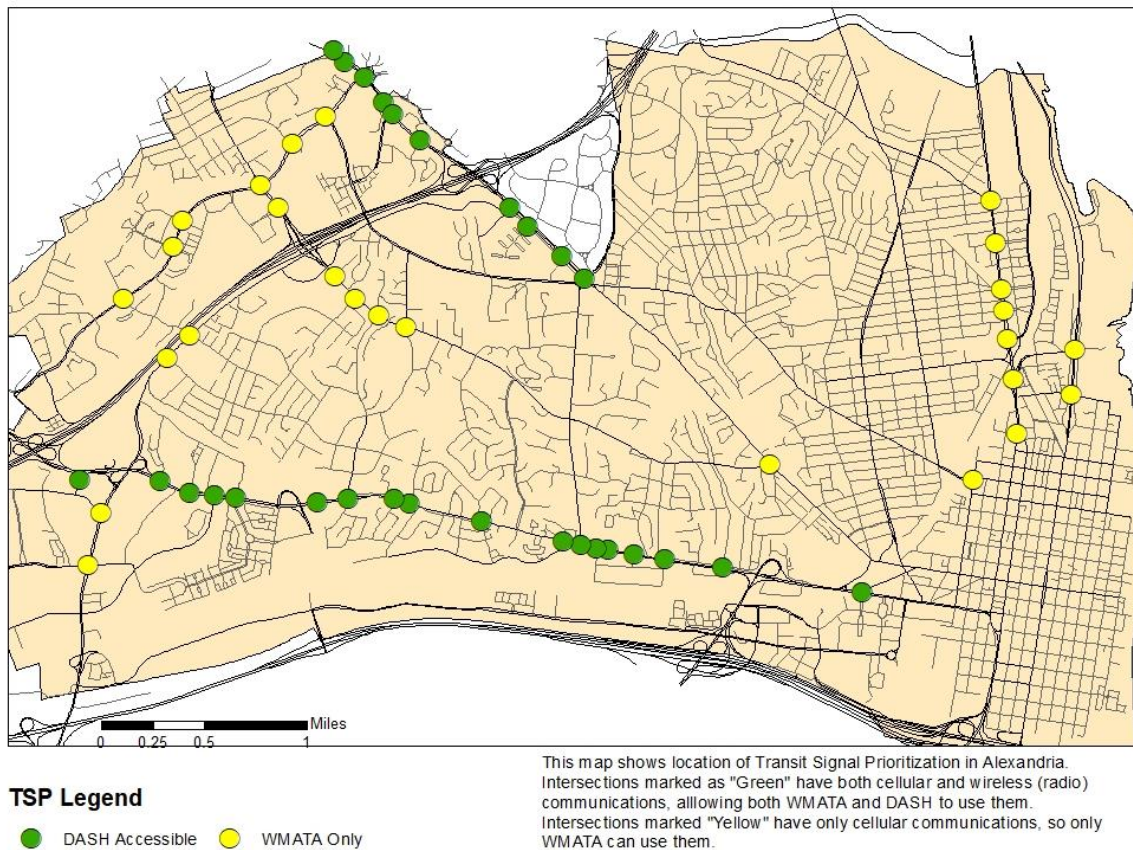 Miles
0 0.25 0.5 1
This map shows location of Transit Signal Prioritization in Alexandria.
Intersections marked as "Green" have both cellular and wireless (radio)
communications, alllowing both WMATA and DASH to use them.
Intersections marked "Yellow" have only cellular communications, so only
WMATA can use them.
TSP Legend
DASH Accessible WMATA Only